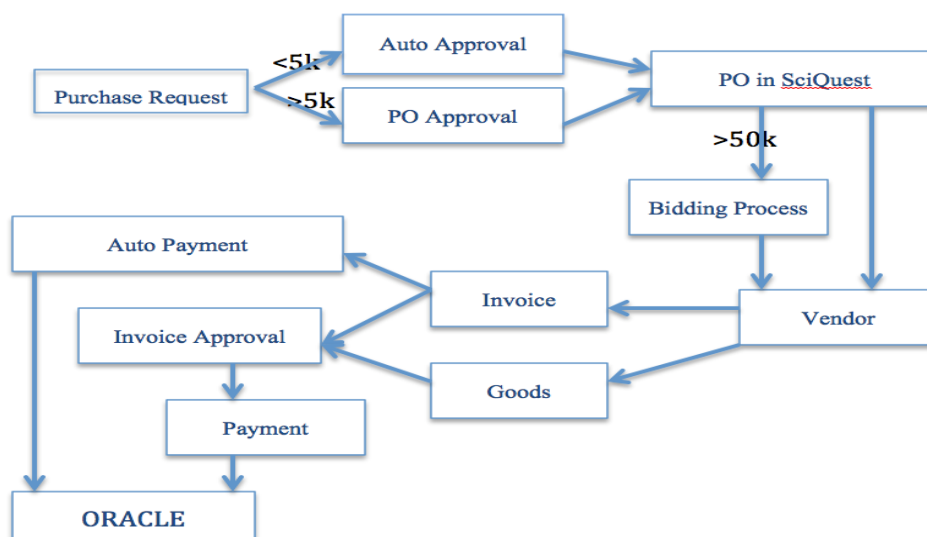 Auto Approval
<5k
Purchase Request
>5k
PO Approval
PO in SciQuest
>50k
Bidding Process
Auto Payment
Invoice
Vendor
Invoice Approval
Goods
Payment
ORACLE